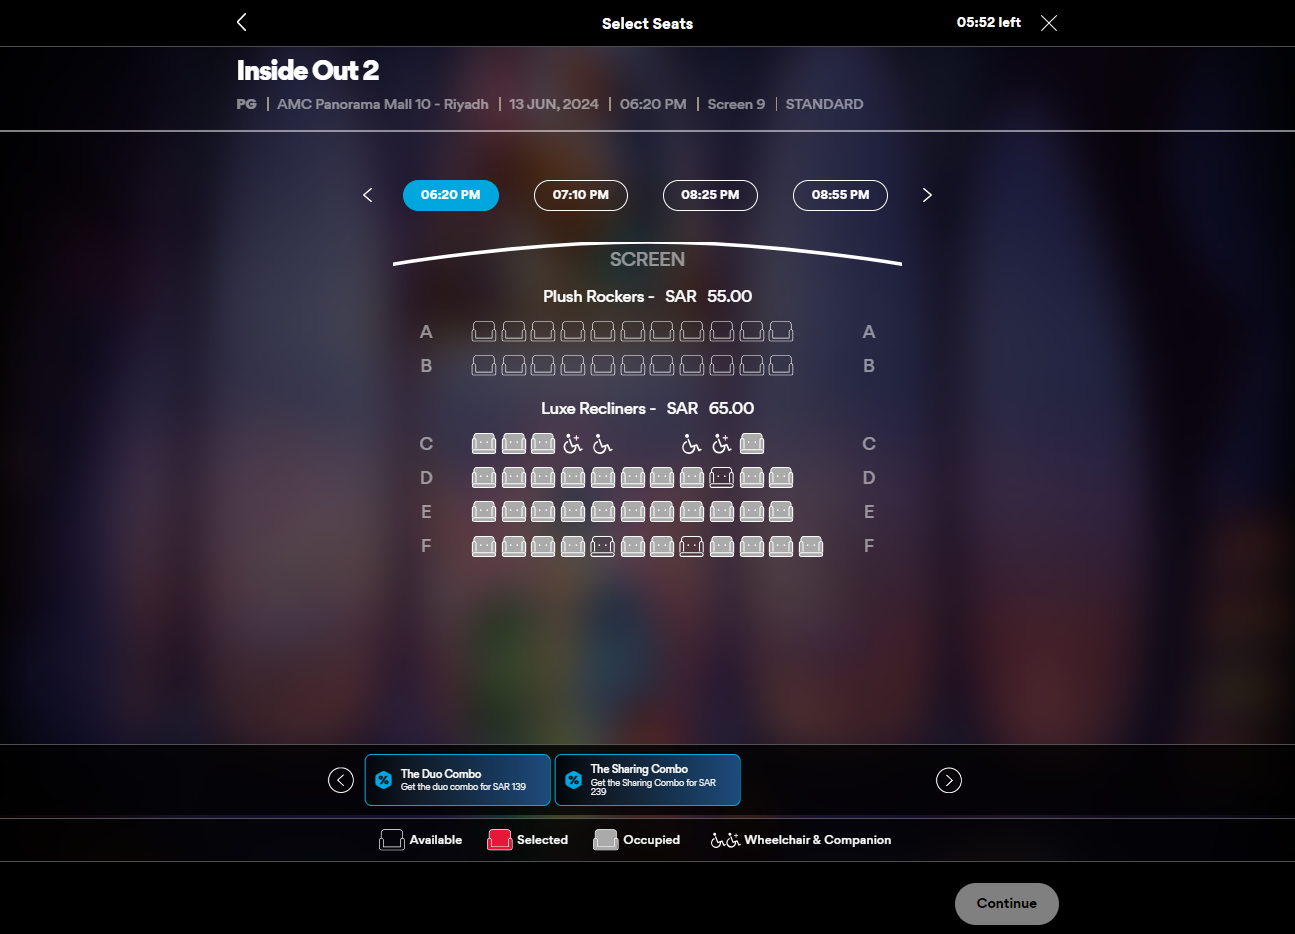 Select Seats
05:52 left
Inside Out 2
PG | AMC Panorama Mall 10 - Riyadh | 13 JUN, 2024 | 06:20 PM | Screen 9 | STANDARD
06:20 PM 07:10 PM 08:25 PM 08:55 PM
SCREEN
Plush Rockers - SAR 55.00
A A
B B
Luxe Recliners - SAR 65.00
C C
D D
E E
F F
The Duo Combo
Get the duo combo for SAR 139
The Sharing Combo
Get the Sharing Combo for SAR
239
Available Selected Occupied Wheelchair & Companion
Continue